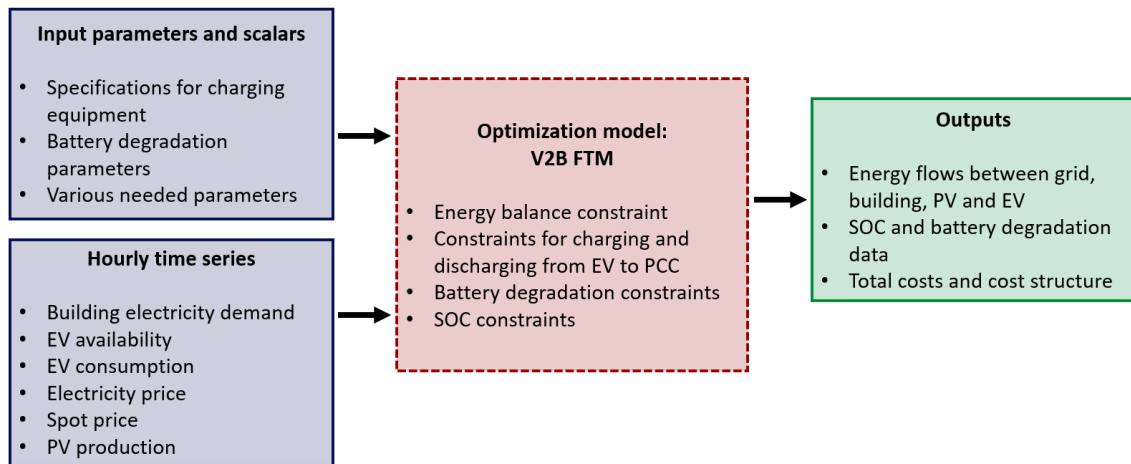 Input parameters and scalars
• Specifications for charging
equipment
• Battery degradation
parameters
• Various needed parameters
Hourly time series
• Building electricity demand
• EV availability
• EV consumption
• Electricity price
• Spot price
• PV production
Optimization model:
V2B FTM
• Energy balance constraint
• Constraints for charging and
discharging from EV to PCC
• Battery degradation constraints
• SOC constraints
Outputs
• Energy flows between grid,
building, PV and EV
• SOC and battery degradation
data
• Total costs and cost structure